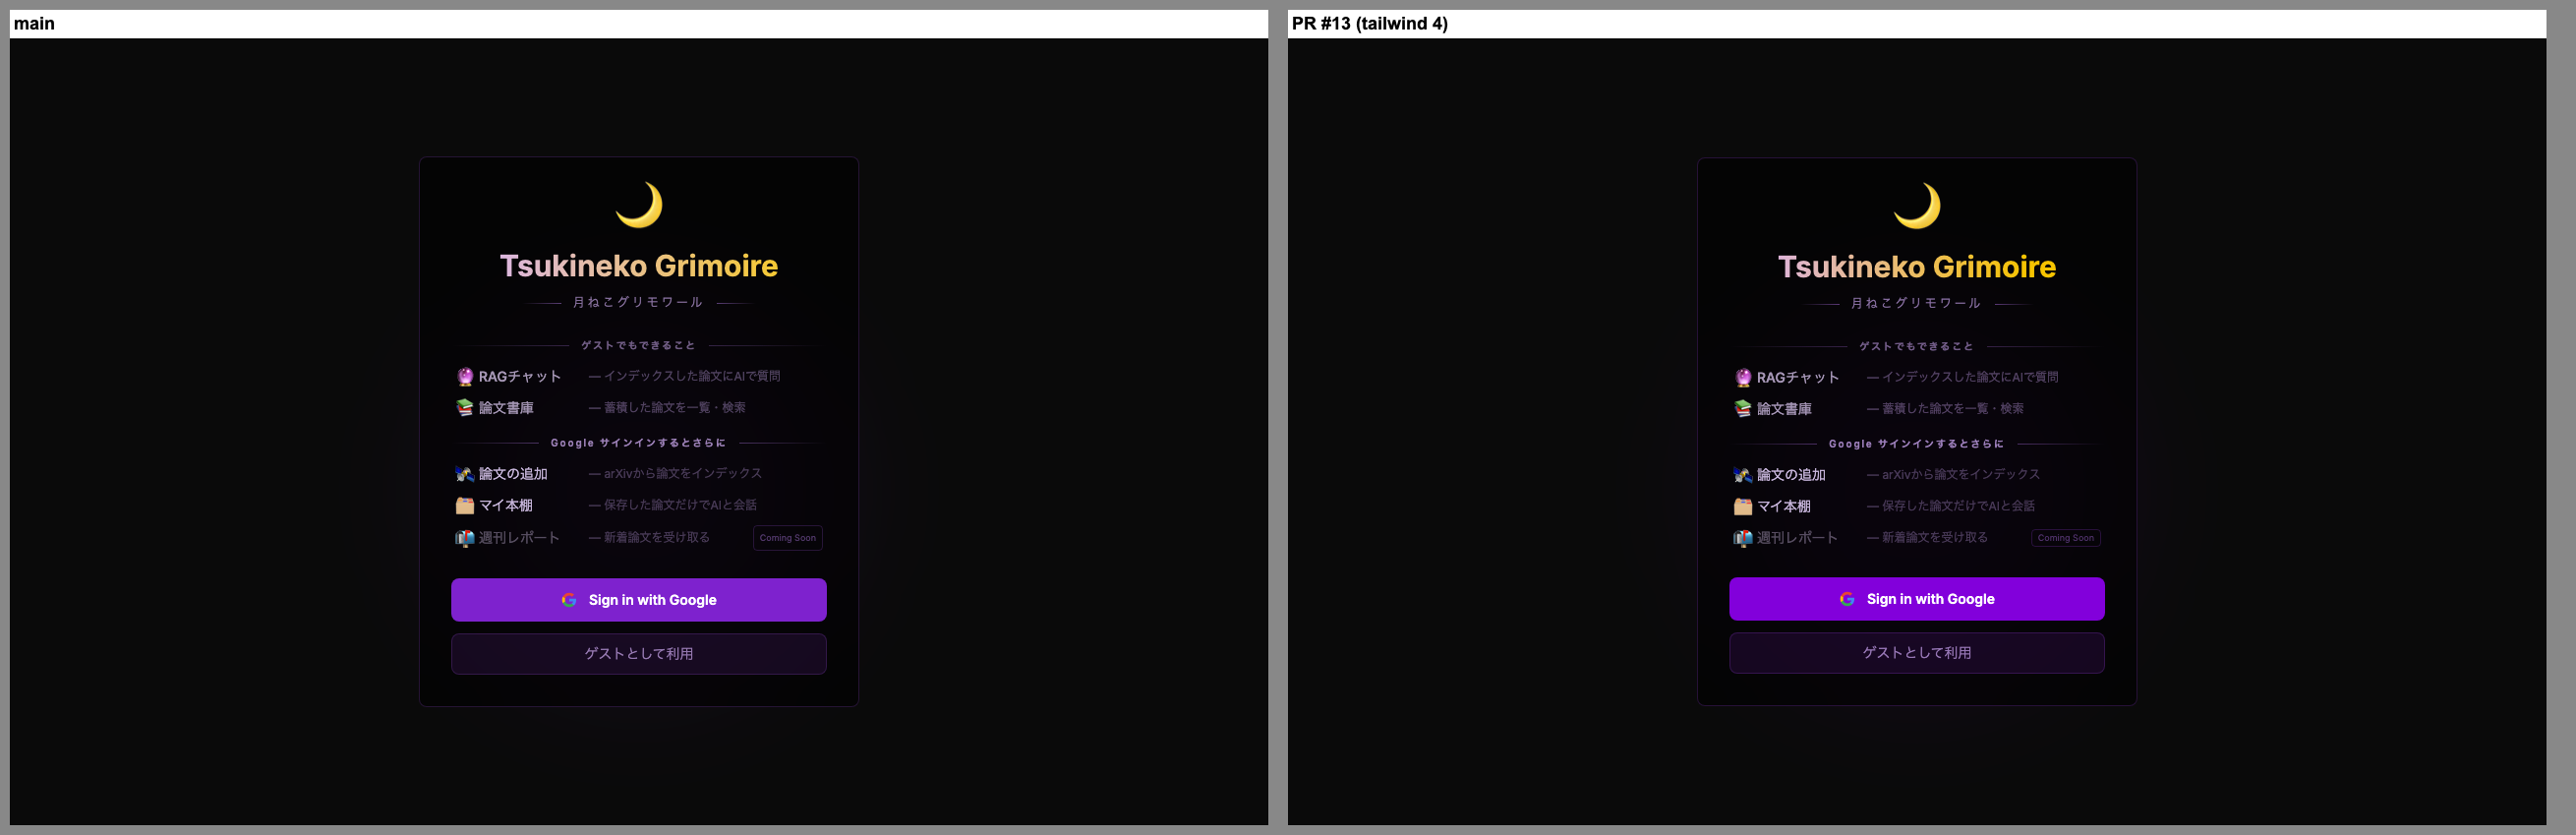 main
Tsukineko Grimoire
月ねこグリモワール
ゲストでもできること
RAGチャット — インデックスした論文にAIで質問
論文書庫 — 蓄積した論文を一覧・検索
Google サインインするとさらに
論文の追加 — arXivから論文をインデックス
マイ本棚 — 保存した論文だけでAIと会話
週刊レポート — 新着論文を受け取る Coming Soon
Sign in with Google
ゲストとして利用
PR #13 (tailwind 4)
Tsukineko Grimoire
月ねこグリモワール
ゲストでもできること
RAGチャット — インデックスした論文にAIで質問
論文書庫 — 蓄積した論文を一覧・検索
Google サインインするとさらに
論文の追加 — arXivから論文をインデックス
マイ本棚 — 保存した論文だけでAIと会話
週刊レポート — 新着論文を受け取る Coming Soon
Sign in with Google
ゲストとして利用